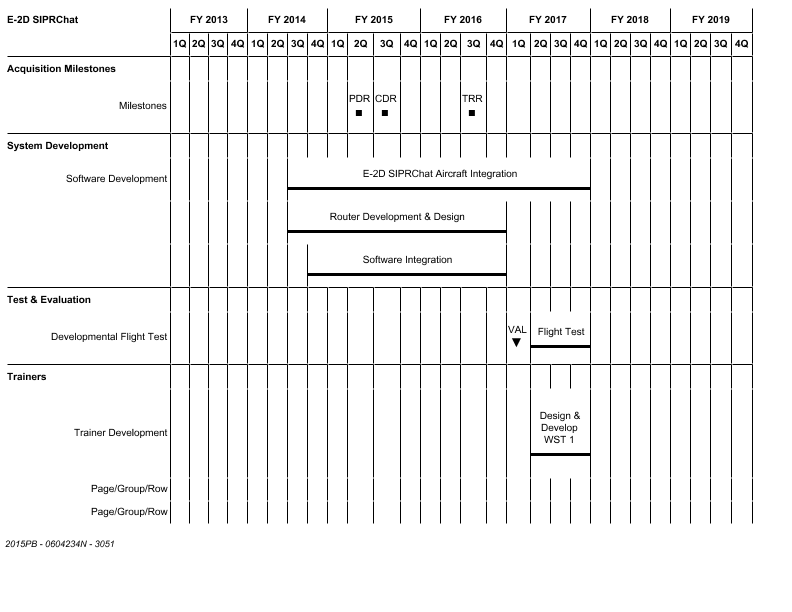 E-2D SIPRChat FY 2013 FY 2014 FY 2015 FY 2016 FY 2017 FY 2018 FY 2019
1Q 2Q 3Q 4Q 1Q 2Q 3Q 4Q 1Q 2Q 3Q 4Q 1Q 2Q 3Q 4Q 1Q 2Q 3Q 4Q 1Q 2Q 3Q 4Q 1Q 2Q 3Q 4Q
Acquisition Milestones
PDR CDR TRR
Milestones
System Development
E-2D SIPRChat Aircraft Integration
Software Development
Router Development & Design
Software Integration
Test & Evaluation
VAL Flight Test
Developmental Flight Test
Trainers
Design &
Develop
WST 1
Trainer Development
Page/Group/Row
Page/Group/Row
2015PB - 0604234N - 3051